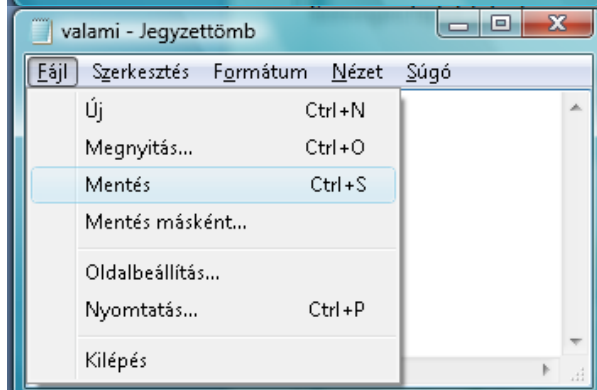 valami - Jegyzettömb
Fájl Szerkesztés Formátum Nézet Súgó
Új Ctrl+N
Megnyitás... Ctrl+O
Mentés Ctrl+S
Mentés másként...
Oldalbeállítás...
Nyomtatás... Ctrl+P
Kilépés